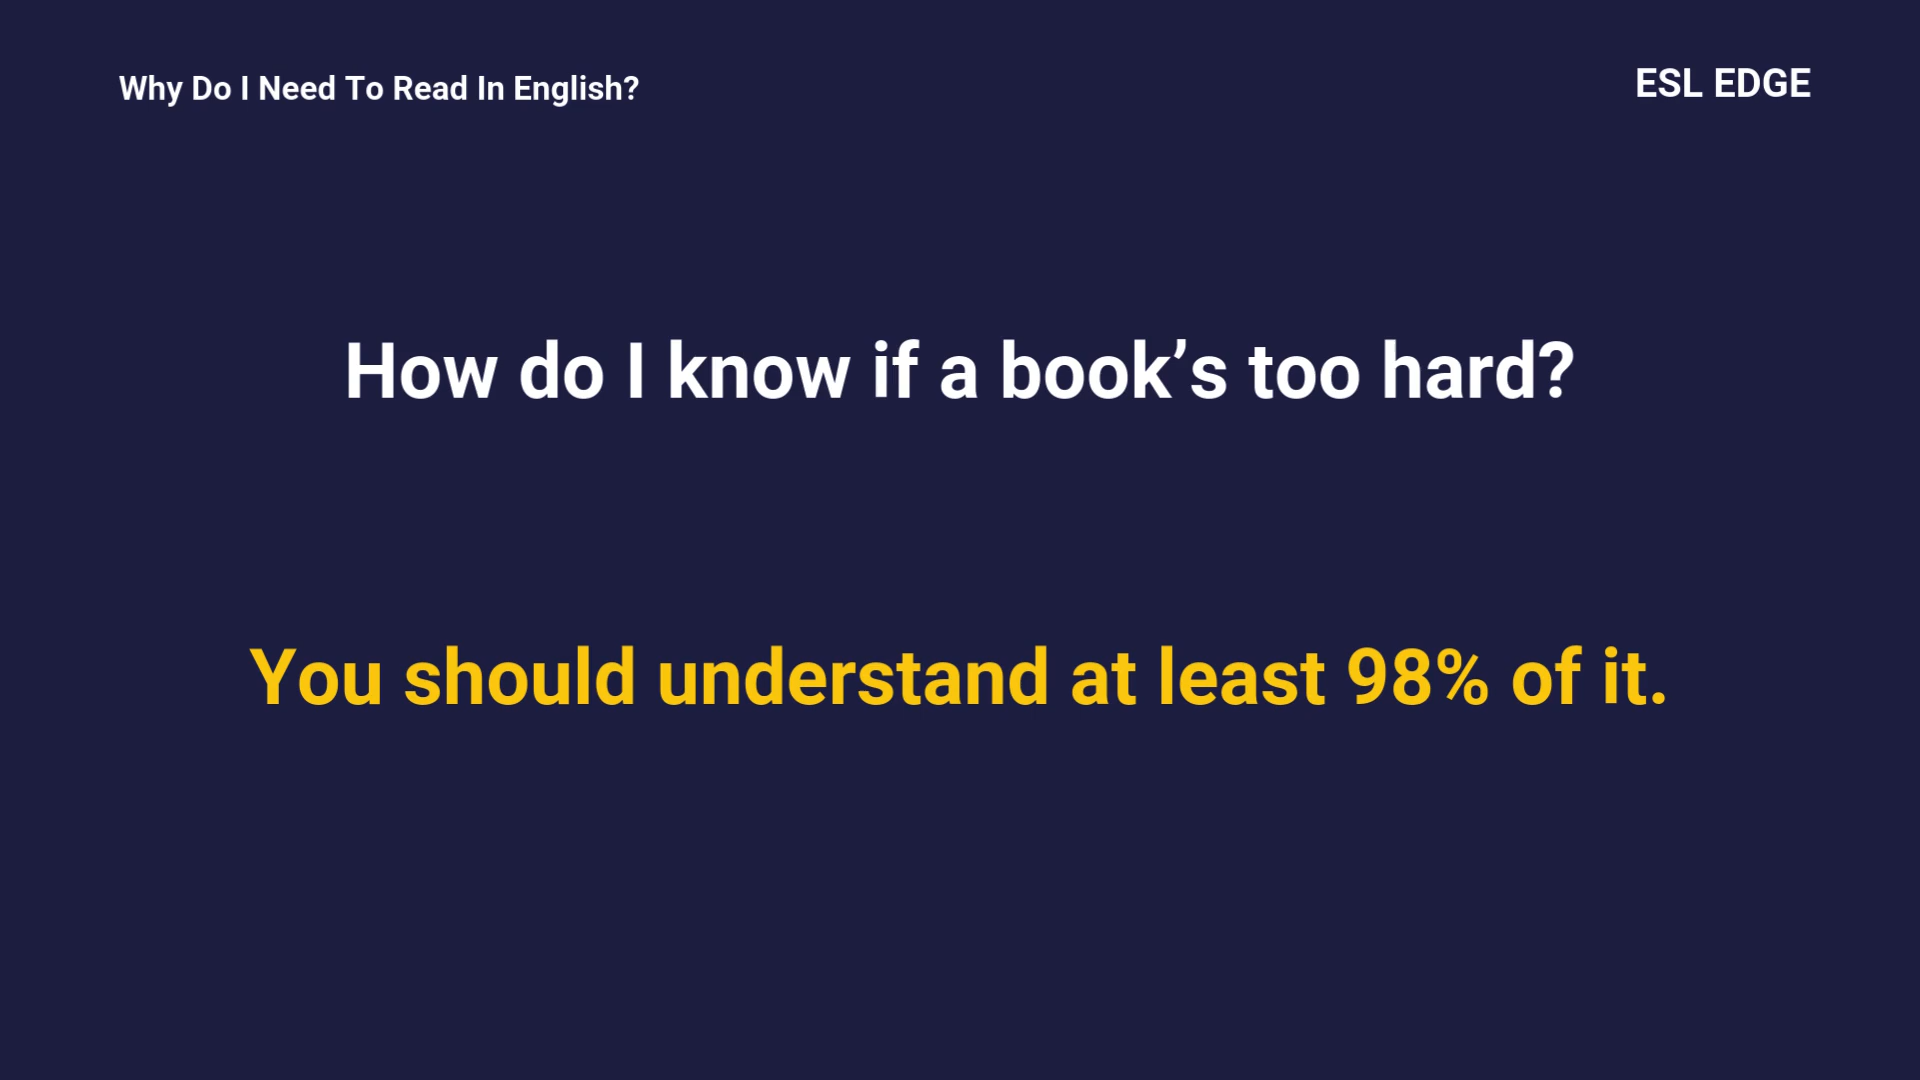 Why Do I Need To Read In English?
ESL EDGE
How do I know if a book’s too hard?
You should understand at least 98% of it.